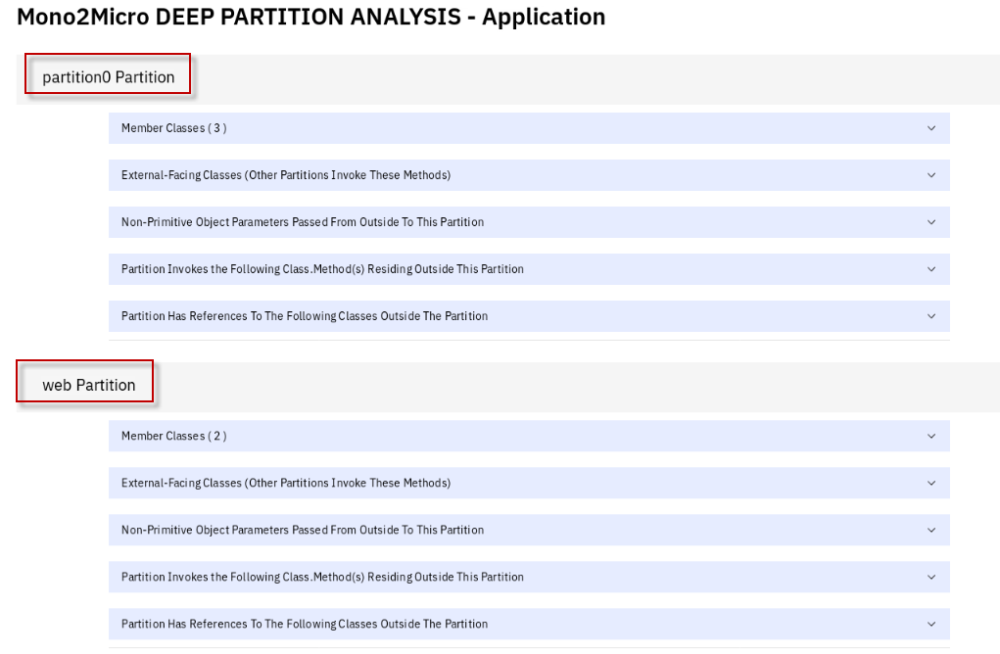 Mono2Micro DEEP PARTITION ANALYSIS - Application
partition0 Partition
Member Classes ( 3 )
External-Facing Classes (Other Partitions Invoke These Methods)
Non-Primitive Object Parameters Passed From Outside To This Partition
Partition Invokes the Following Class.Method(s) Residing Outside This Partition
Partition Has References To The Following Classes Outside The Partition
web Partition
Member Classes ( 2 )
External-Facing Classes (Other Partitions Invoke These Methods)
Non-Primitive Object Parameters Passed From Outside To This Partition
Partition Invokes the Following Class.Method(s) Residing Outside This Partition
Partition Has References To The Following Classes Outside The Partition